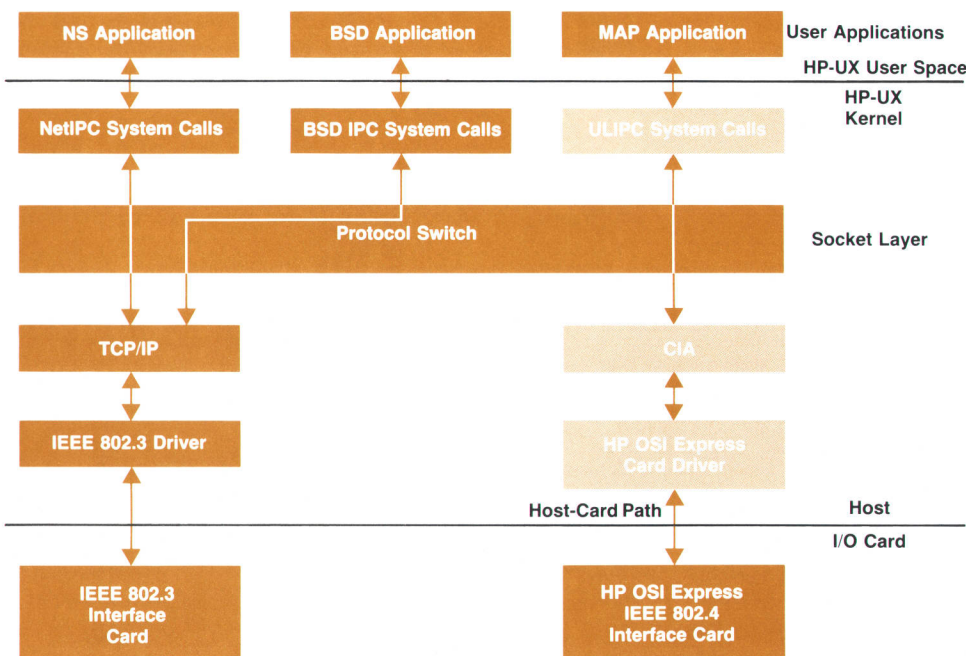 NS Application
BSD Application
MAP Application
User Applications
HP-UX User Space
HP-UX
Kernel
NetIPC System Calls
BSD IPC System Calls
ULIPC System Calls
Protocol Switch
Socket Layer
TCP/IP
CIA
IEEE 802.3 Driver
HP OSI Express
Card Driver
Host-Card Path
Host
I/O Card
IEEE 802.3
Interface
Card
HP OSI Express
IEEE 802.4
Interface Card